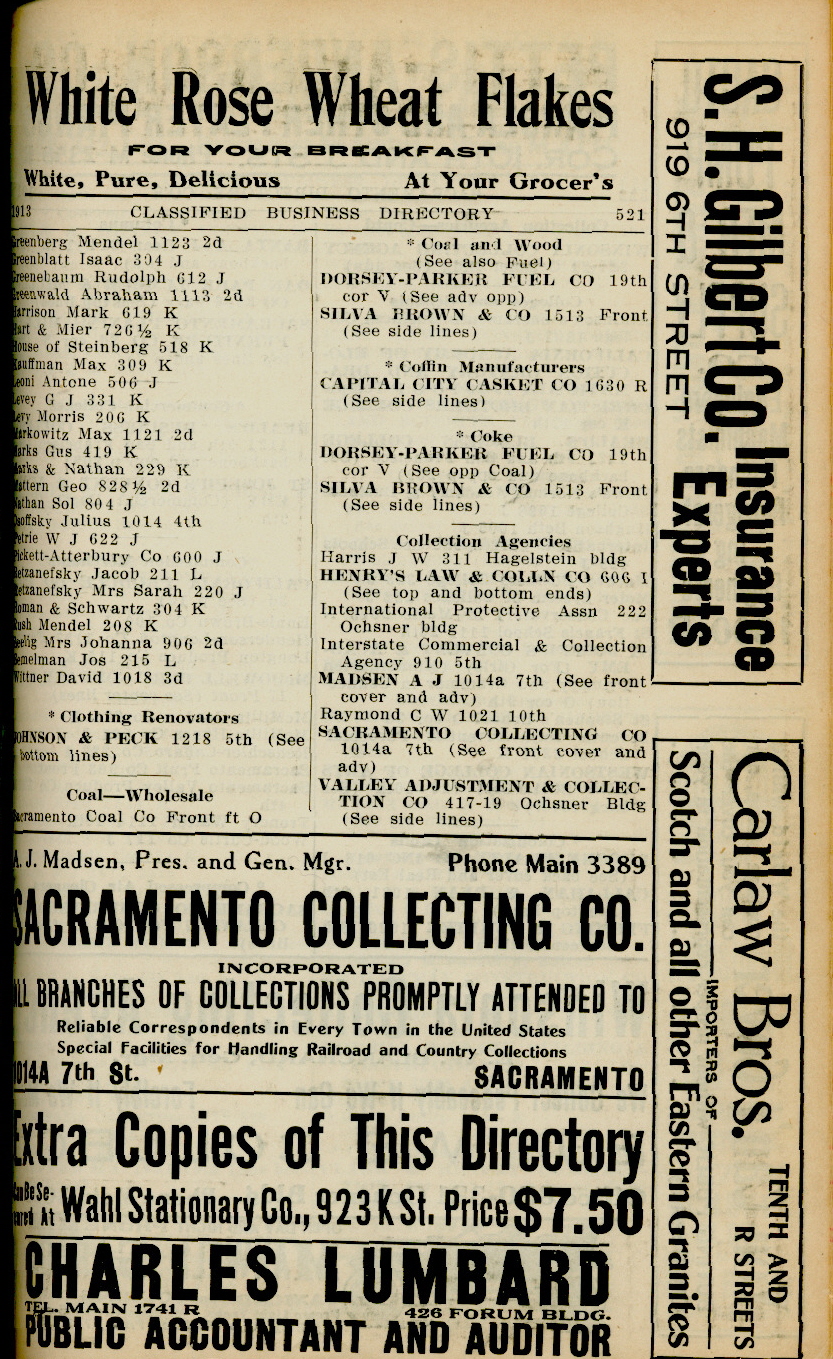 White Rose Wheat Flakes
FOR YOUR BREAKFAST
White, Pure, Delicious At Your Grocer's
1913 CLASSIFIED BUSINESS DIRECTORY 521
reenberg Mendel 1123 2d
reenblatt Isaac 304 J
reenebaum Rudolph 612 J
reenwald Abraham 1113 2d
arrison Mark 619 K
art & Mier 726½ K
ouse of Steinberg 518 K
auffman Max 309 K
eoni Antone 506 J
evey G J 331 K
evy Morris 206 K
arkowitz Max 1121 2d
arks Gus 419 K
arks & Nathan 229 K
attern Geo 828½ 2d
athan Sol 804 J
soffsky Julius 1014 4th
etrie W J 622 J
ickett-Atterbury Co 600 J
etzanefsky Jacob 211 L
etzanefsky Mrs Sarah 220 J
oman & Schwartz 304 K
ush Mendel 208 K
eelig Mrs Johanna 906 2d
emelman Jos 215 L
ittner David 1018 3d
* Clothing Renovators
OHNSON & PECK 1218 5th (See
bottom lines)
Coal—Wholesale
acramento Coal Co Front ft O
* Coal and Wood
(See also Fuel)
DORSEY-PARKER FUEL CO 19th
cor V (See adv opp)
SILVA BROWN & CO 1513 Front
(See side lines)
* Coffin Manufacturers
CAPITAL CITY CASKET CO 1630 R
(See side lines)
* Coke
DORSEY-PARKER FUEL CO 19th
cor V (See opp Coal)
SILVA BROWN & CO 1513 Front
(See side lines)
Collection Agencies
Harris J W 311 Hagelstein bldg
HENRY'S LAW & COLLN CO 606 I
(See top and bottom ends)
International Protective Assn 222
Ochsner bldg
Interstate Commercial & Collection
Agency 910 5th
MADSEN A J 1014a 7th (See front
cover and adv)
Raymond C W 1021 10th
SACRAMENTO COLLECTING CO
1014a 7th (See front cover and
adv)
VALLEY ADJUSTMENT & COLLEC-
TION CO 417-19 Ochsner Bldg
(See side lines)
A. J. Madsen, Pres. and Gen. Mgr. Phone Main 3389
SACRAMENTO COLLECTING CO.
INCORPORATED
ALL BRANCHES OF COLLECTIONS PROMPTLY ATTENDED TO
Reliable Correspondents in Every Town in the United States
Special Facilities for Handling Railroad and Country Collections
1014A 7th St. SACRAMENTO
Extra Copies of This Directory
Can Be Se-
cured At Wahl Stationary Co., 923 K St. Price $7.50
CHARLES LUMBARD
TEL. MAIN 1741 R 426 FORUM BLDG.
PUBLIC ACCOUNTANT AND AUDITOR
S. H. Gilbert Co. Insurance
919 6TH STREET Experts
Carlaw Bros. TENTH AND
R STREETS
IMPORTERS OF
Scotch and all other Eastern Granites